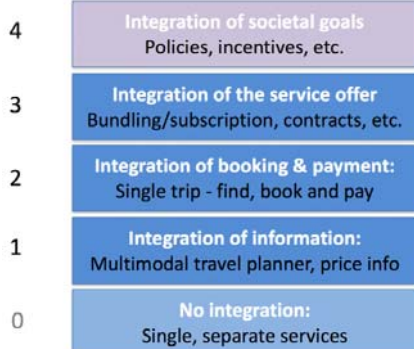 4
Integration of societal goals
Policies, incentives, etc.
3
Integration of the service offer
Bundling/subscription, contracts, etc.
2
Integration of booking & payment:
Single trip - find, book and pay
1
Integration of information:
Multimodal travel planner, price info
0
No integration:
Single, separate services